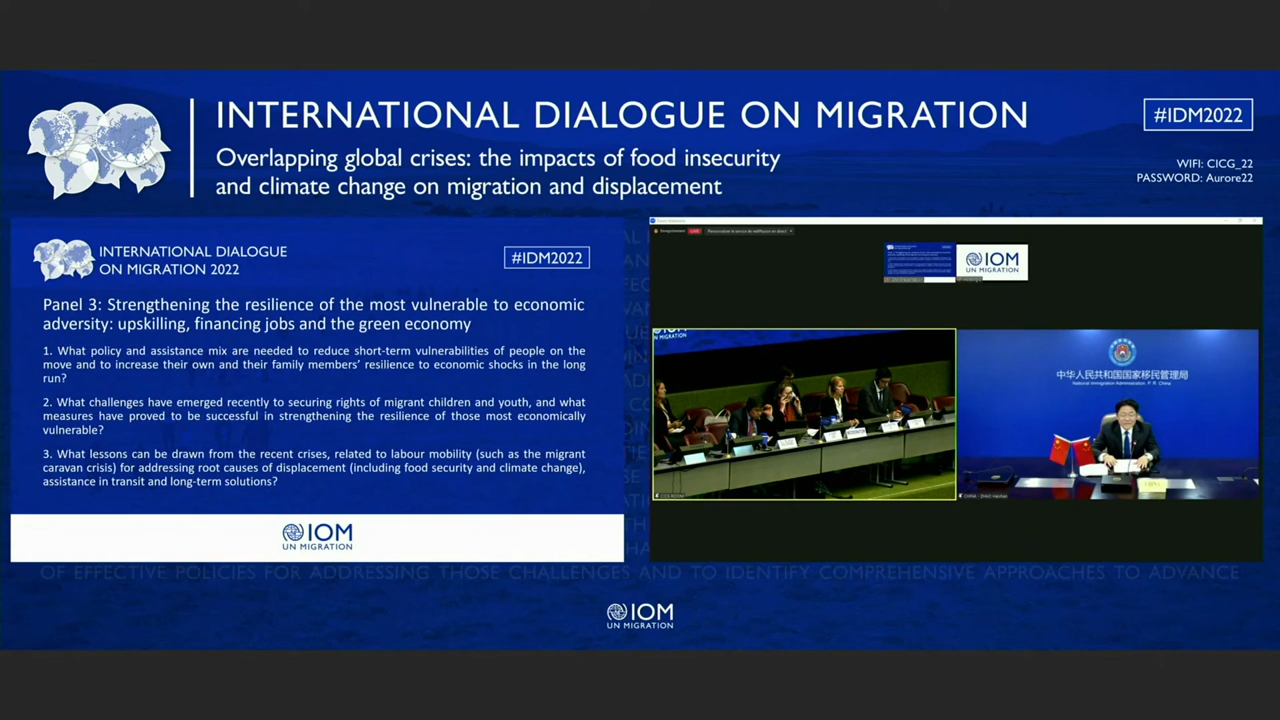 INTERNATIONAL DIALOGUE ON MIGRATION
Overlapping global crises: the impacts of food insecurity
and climate change on migration and displacement
#IDM2022
WIFI: CICG_22
PASSWORD: Aurore22
INTERNATIONAL DIALOGUE
ON MIGRATION 2022
#IDM2022
Panel 3: Strengthening the resilience of the most vulnerable to economic
adversity: upskilling, financing jobs and the green economy
1. What policy and assistance mix are needed to reduce short-term vulnerabilities of people on the
move and to increase their own and their family members' resilience to economic shocks in the long
run?
2. What challenges have emerged recently to securing rights of migrant children and youth, and what
measures have proved to be successful in strengthening the resilience of those most economically
vulnerable?
3. What lessons can be drawn from the recent crises, related to labour mobility (such as the migrant
caravan crisis) for addressing root causes of displacement (including food security and climate change),
assistance in transit and long-term solutions?
IOM
UN MIGRATION
LIVE
IOM
UN MIGRATION
IOM
N MIGRATION
中华人民共和国国家移民管理局
National Immigration Administration, P. R. China
CHINA
OF EFFECTIVE POLICIES FOR ADDRESSING THOSE CHALLENGES AND TO IDENTIFY COMPREHENSIVE APPROACHES TO ADVANCE
IOM
UN MIGRATION